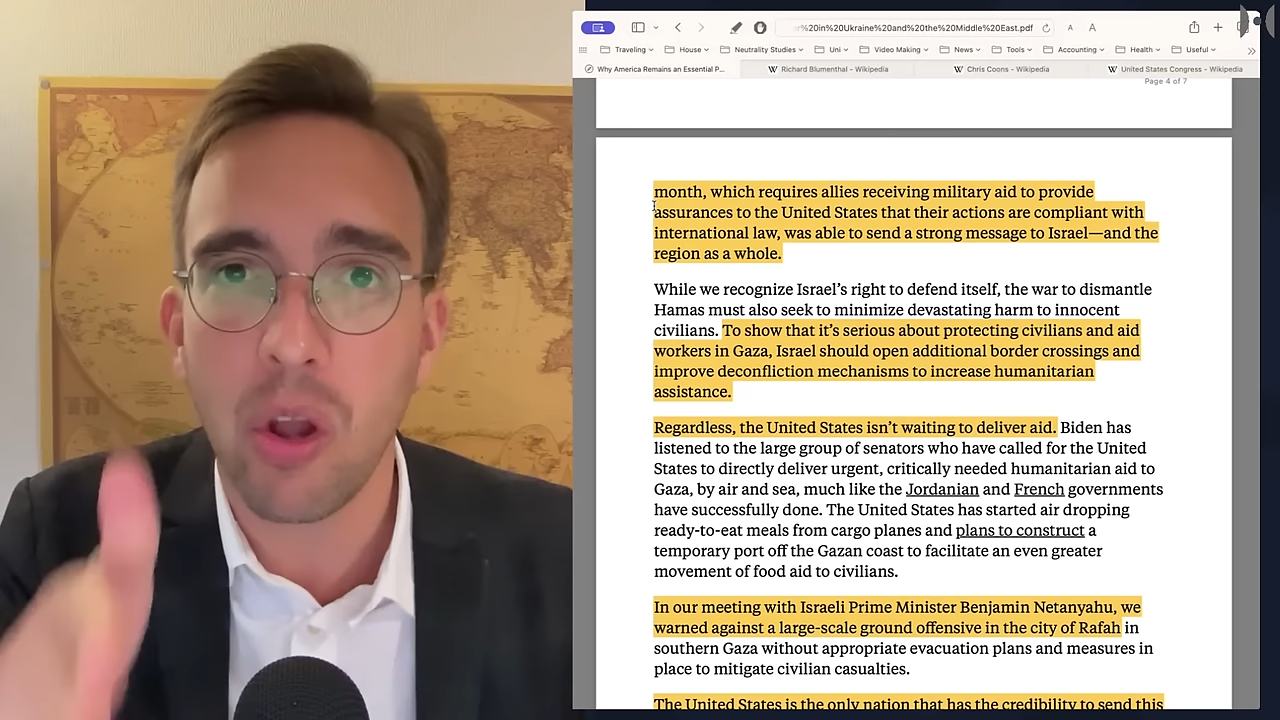 r%20in%20Ukraine%20and%20the%20Middle%20East.pdf
A A
Traveling House Neutrality Studies Uni Video Making News Tools Accounting Health Useful
Why America Remains an Essential P... Richard Blumenthal – Wikipedia Chris Coons – Wikipedia United States Congress – Wikipedia
Page 4 of 7
month, which requires allies receiving military aid to provide
assurances to the United States that their actions are compliant with
international law, was able to send a strong message to Israel—and the
region as a whole.
While we recognize Israel’s right to defend itself, the war to dismantle
Hamas must also seek to minimize devastating harm to innocent
civilians. To show that it’s serious about protecting civilians and aid
workers in Gaza, Israel should open additional border crossings and
improve deconfliction mechanisms to increase humanitarian
assistance.
Regardless, the United States isn’t waiting to deliver aid. Biden has
listened to the large group of senators who have called for the United
States to directly deliver urgent, critically needed humanitarian aid to
Gaza, by air and sea, much like the Jordanian and French governments
have successfully done. The United States has started air dropping
ready-to-eat meals from cargo planes and plans to construct a
temporary port off the Gazan coast to facilitate an even greater
movement of food aid to civilians.
In our meeting with Israeli Prime Minister Benjamin Netanyahu, we
warned against a large-scale ground offensive in the city of Rafah in
southern Gaza without appropriate evacuation plans and measures in
place to mitigate civilian casualties.
The United States is the only nation that has the credibility to send this